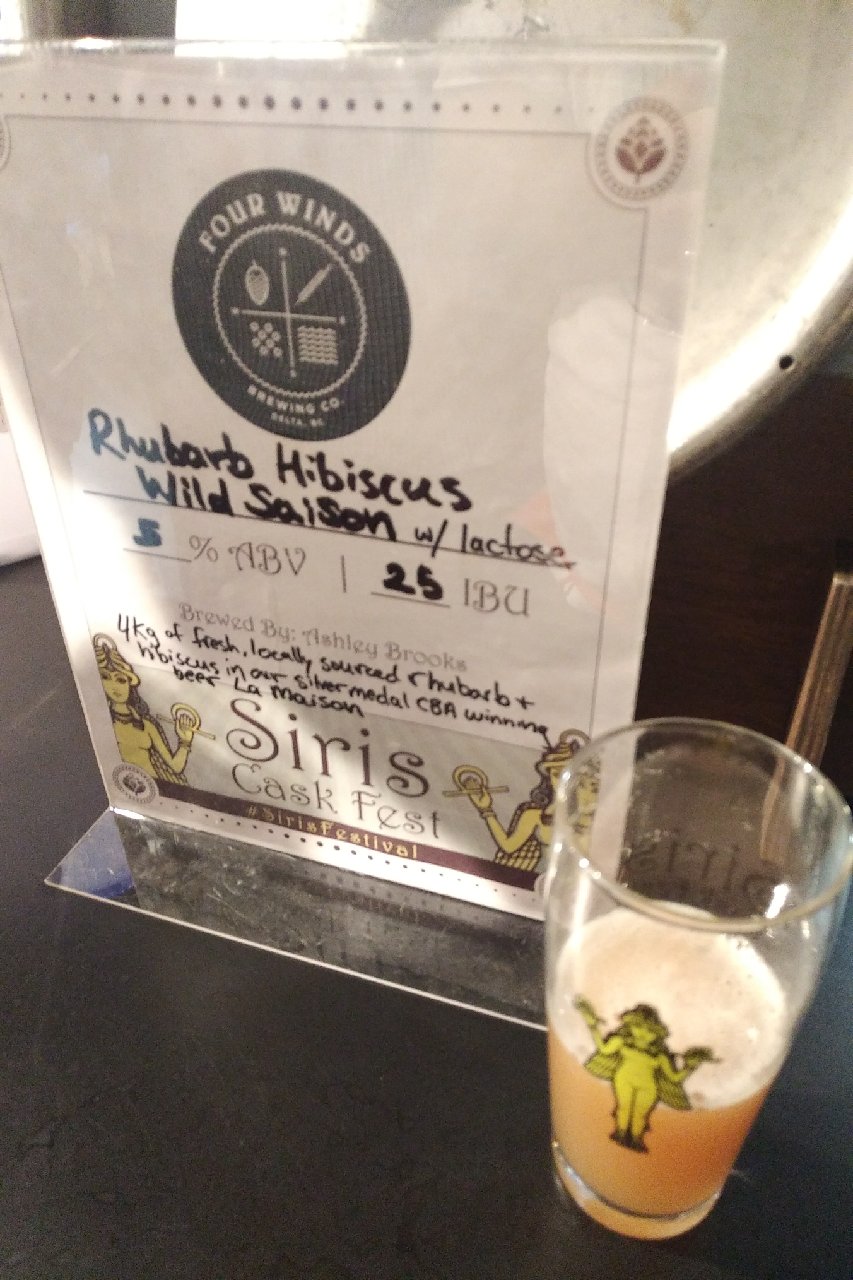 FOUR WINDS
BREWING CO.
DELTA, BC
Rhubarb Hibiscus
Wild Saison w/ lactose
5 % ABV | 25 IBU
Brewed By: Ashley Brooks
4kg of fresh, locally sourced rhubarb +
hibiscus in our silver medal CBA winning
beer La Maison
Siris
Cask Fest
#SirisFestival